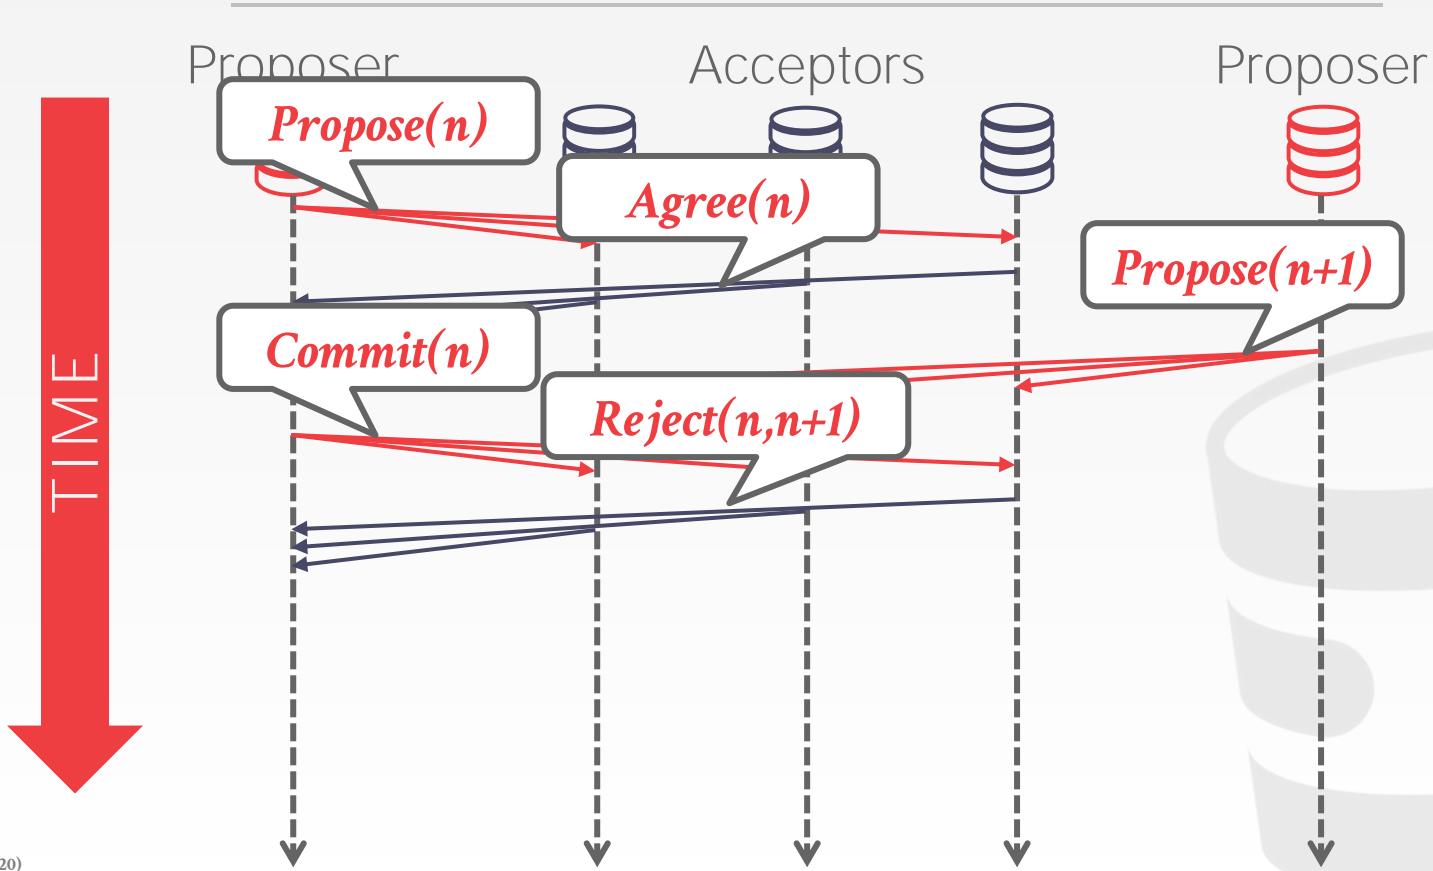 Proposer
Acceptors
Proposer
Propose(n)
Agree(n)
Propose(n+1)
Commit(n)
Reject(n,n+1)
TIME
20)